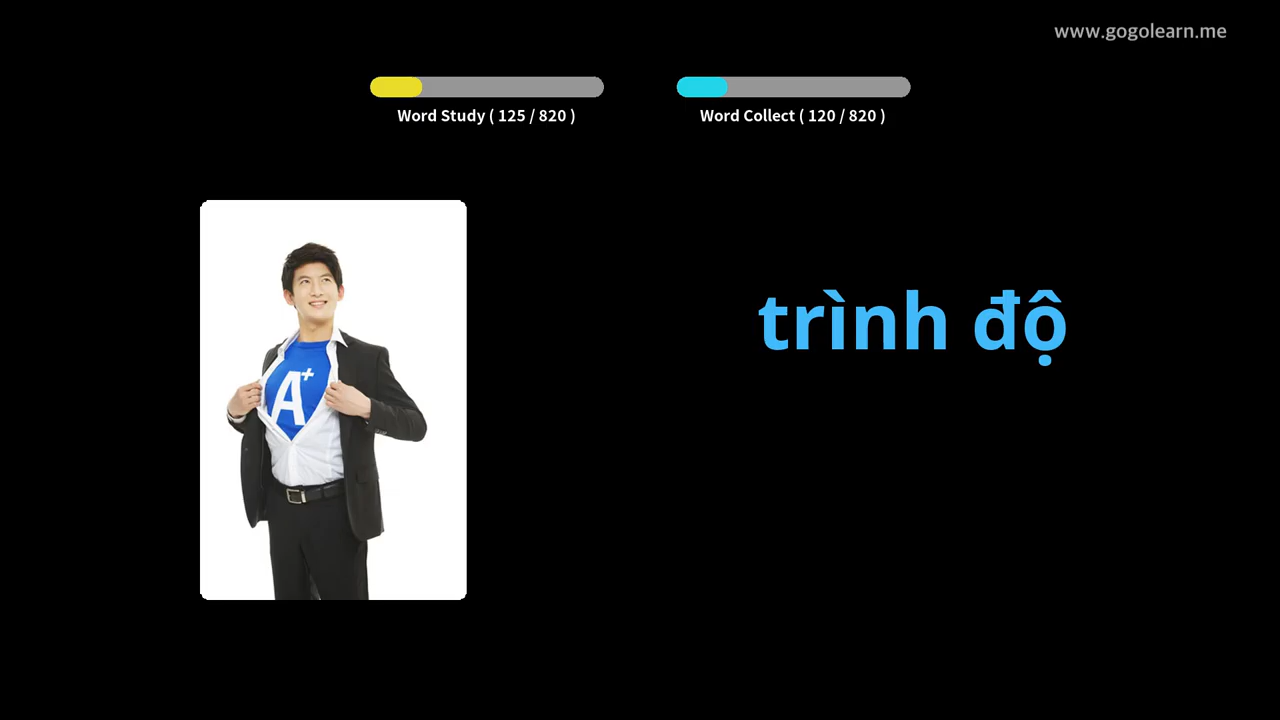 www.gogolearn.me
Word Study ( 125 / 820 )
Word Collect ( 120 / 820 )
A+
trình độ